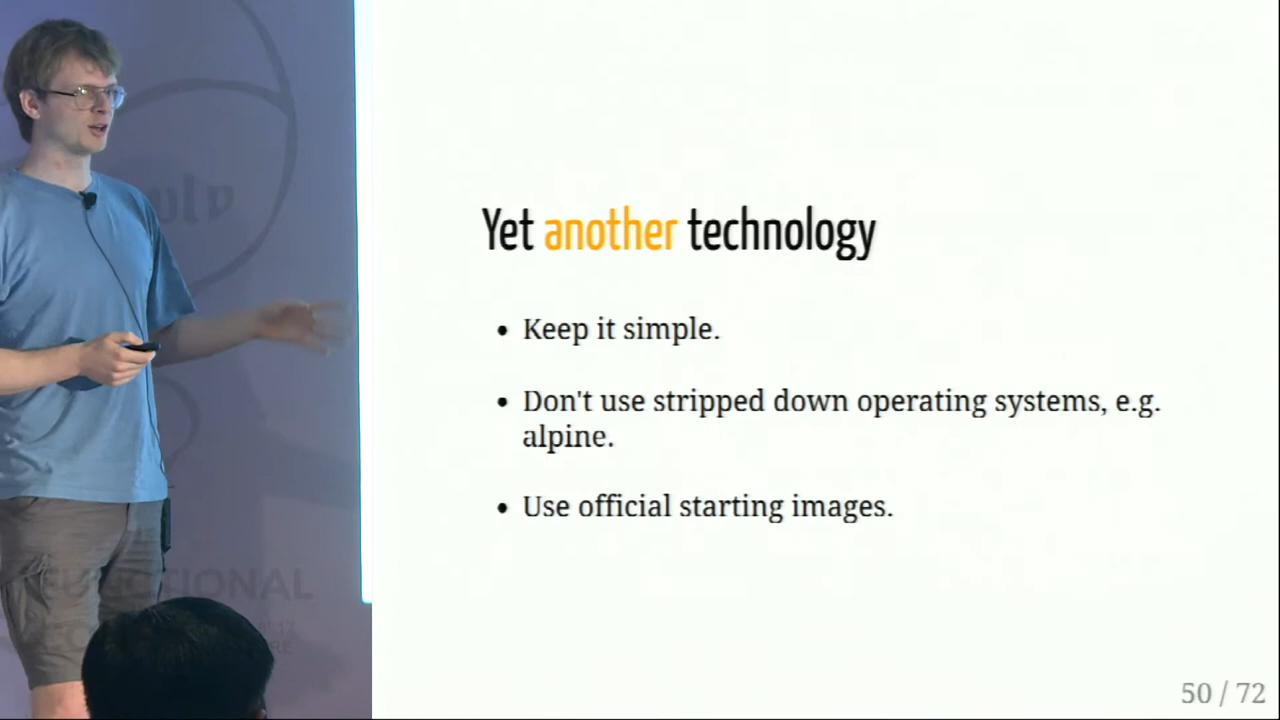 Yet another technology
• Keep it simple.
• Don't use stripped down operating systems, e.g.
alpine.
• Use official starting images.
FUNCTIONAL
50 / 72